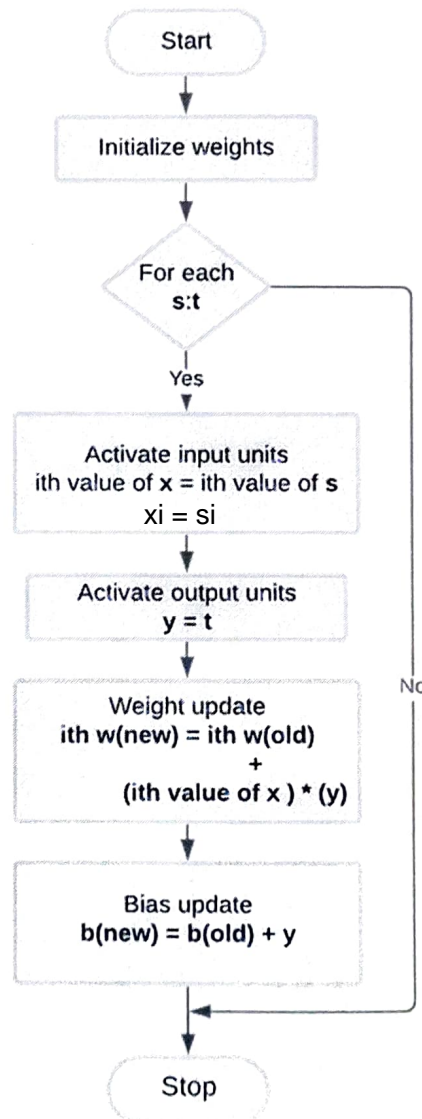 Start
Initialize weights
For each
s:t
Yes
Activate input units
ith value of x = ith value of s
xi = si
Activate output units
y = t
Weight update
ith w(new) = ith w(old)
+
(ith value of x ) * (y)
No
Bias update
b(new) = b(old) + y
Stop